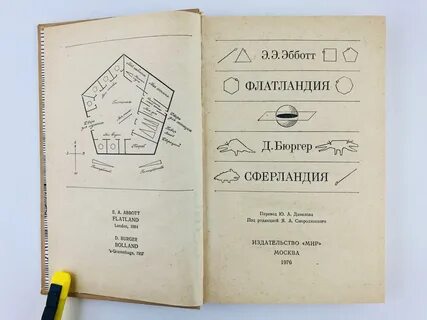 E. A. ABBOTT
FLATLAND
London, 1884
D. BURGER
BOLLAND
's-Gravenhage, 1957
Э. Э. Эбботт
ФЛАТЛАНДИЯ
Д. Бюргер
СФЕРЛАНДИЯ
Перевод Ю. А. Данилова
Под редакцией Я. А. Смородинского
ИЗДАТЕЛЬСТВО «МИР»
МОСКВА
1976